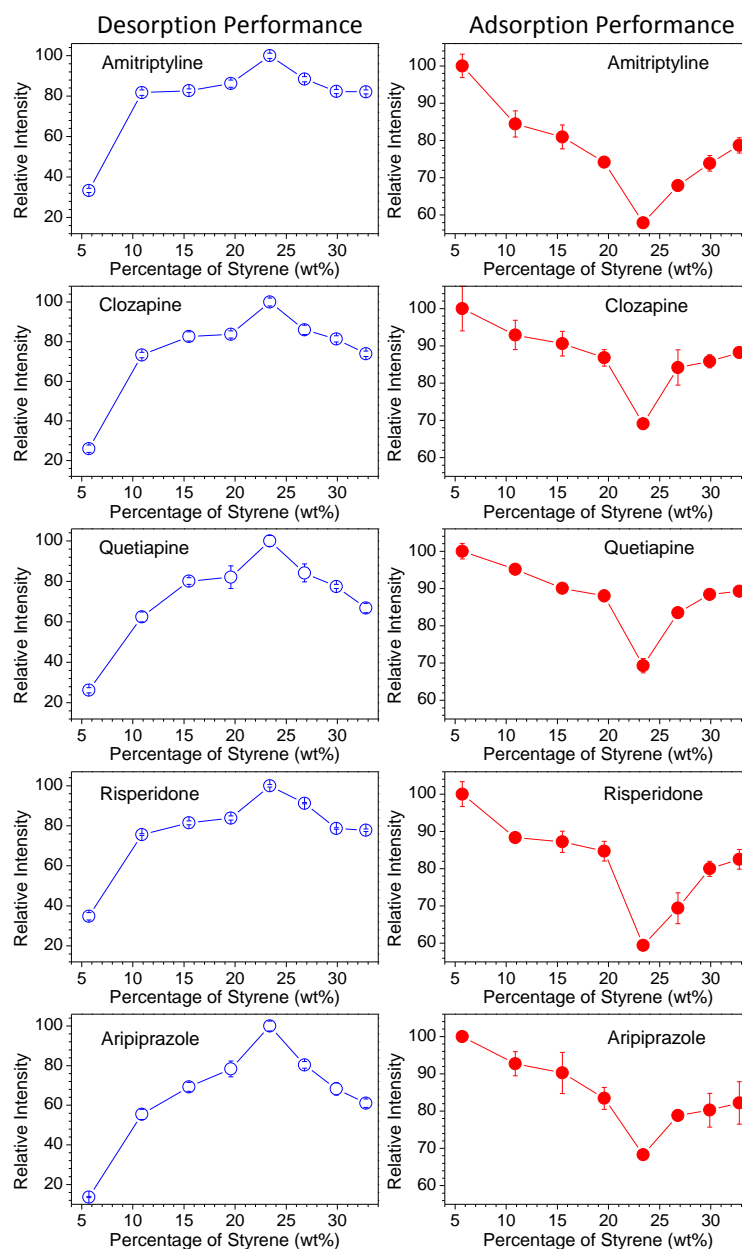 Desorption Performance
Adsorption Performance
Relative Intensity
100
80
60
40
20
Amitriptyline
5 10 15 20 25 30
Percentage of Styrene (wt%)
Relative Intensity
100
90
80
70
60
Amitriptyline
5 10 15 20 25 30
Percentage of Styrene (wt%)
Relative Intensity
100
80
60
40
20
Clozapine
5 10 15 20 25 30
Percentage of Styrene (wt%)
Relative Intensity
100
90
80
70
60
Clozapine
5 10 15 20 25 30
Percentage of Styrene (wt%)
Relative Intensity
100
80
60
40
20
Quetiapine
5 10 15 20 25 30
Percentage of Styrene (wt%)
Relative Intensity
100
90
80
70
60
Quetiapine
5 10 15 20 25 30
Percentage of Styrene (wt%)
Relative Intensity
100
80
60
40
20
Risperidone
5 10 15 20 25 30
Percentage of Styrene (wt%)
Relative Intensity
100
90
80
70
60
Risperidone
5 10 15 20 25 30
Percentage of Styrene (wt%)
Relative Intensity
100
80
60
40
20
Aripiprazole
5 10 15 20 25 30
Percentage of Styrene (wt%)
Relative Intensity
100
90
80
70
60
Aripiprazole
5 10 15 20 25 30
Percentage of Styrene (wt%)